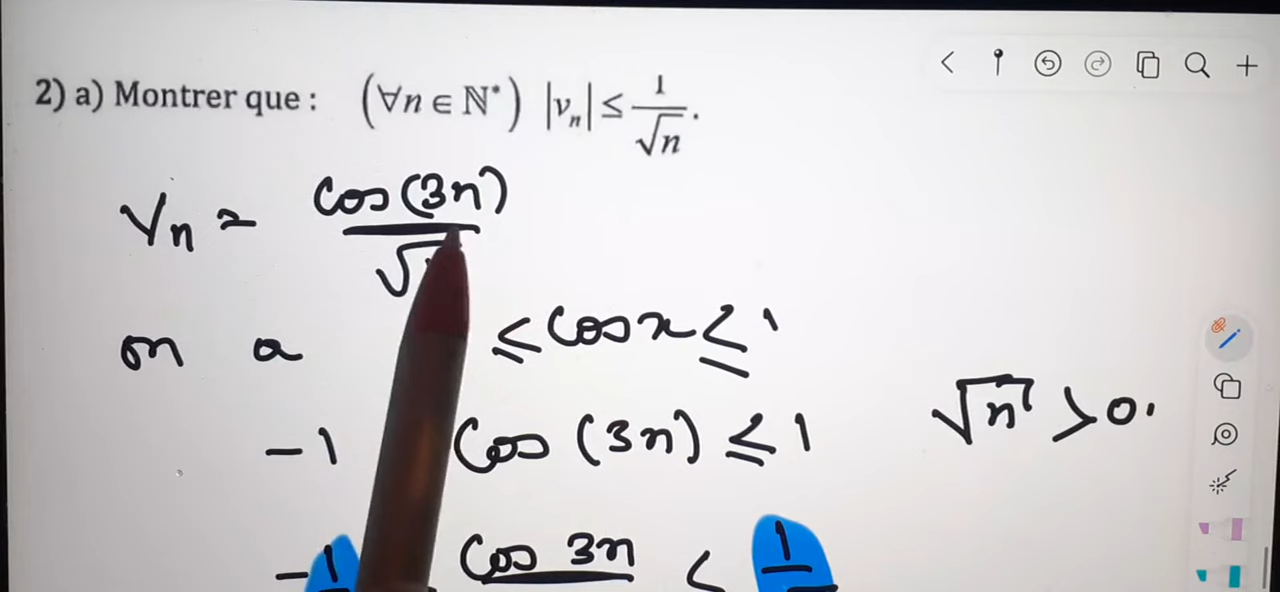 2) a) Montrer que : (∀n ∈ ℕ*) |vₙ| ≤ 1/√n.
Vₙ = cos(3n)/√
on a ≤ cos x ≤ 1
-1 cos (3n) ≤ 1 √n > 0.
-1 cos 3n < 1